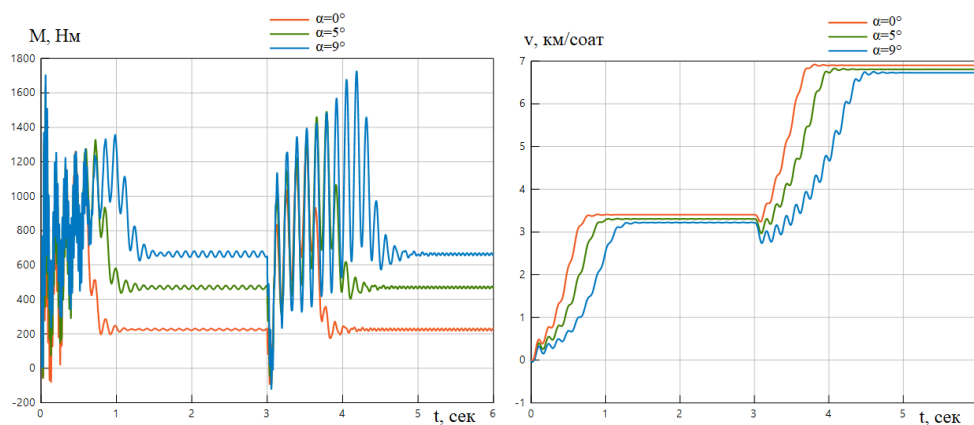 M, Нм
α=0°
α=5°
α=9°
1800
1600
1400
1200
1000
800
600
400
200
0
-200
0 1 2 3 4 5 6
t, сек
v, км/соат
α=0°
α=5°
α=9°
7
6
5
4
3
2
1
0
-1
0 1 2 3 4 5
t, сек